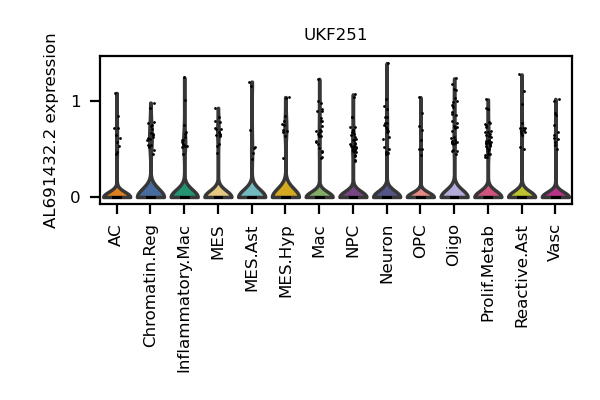 UKF251
AL691432.2 expression
1
0
AC
Chromatin.Reg
Inflammatory.Mac
MES
MES.Ast
MES.Hyp
Mac
NPC
Neuron
OPC
Oligo
Prolif.Metab
Reactive.Ast
Vasc